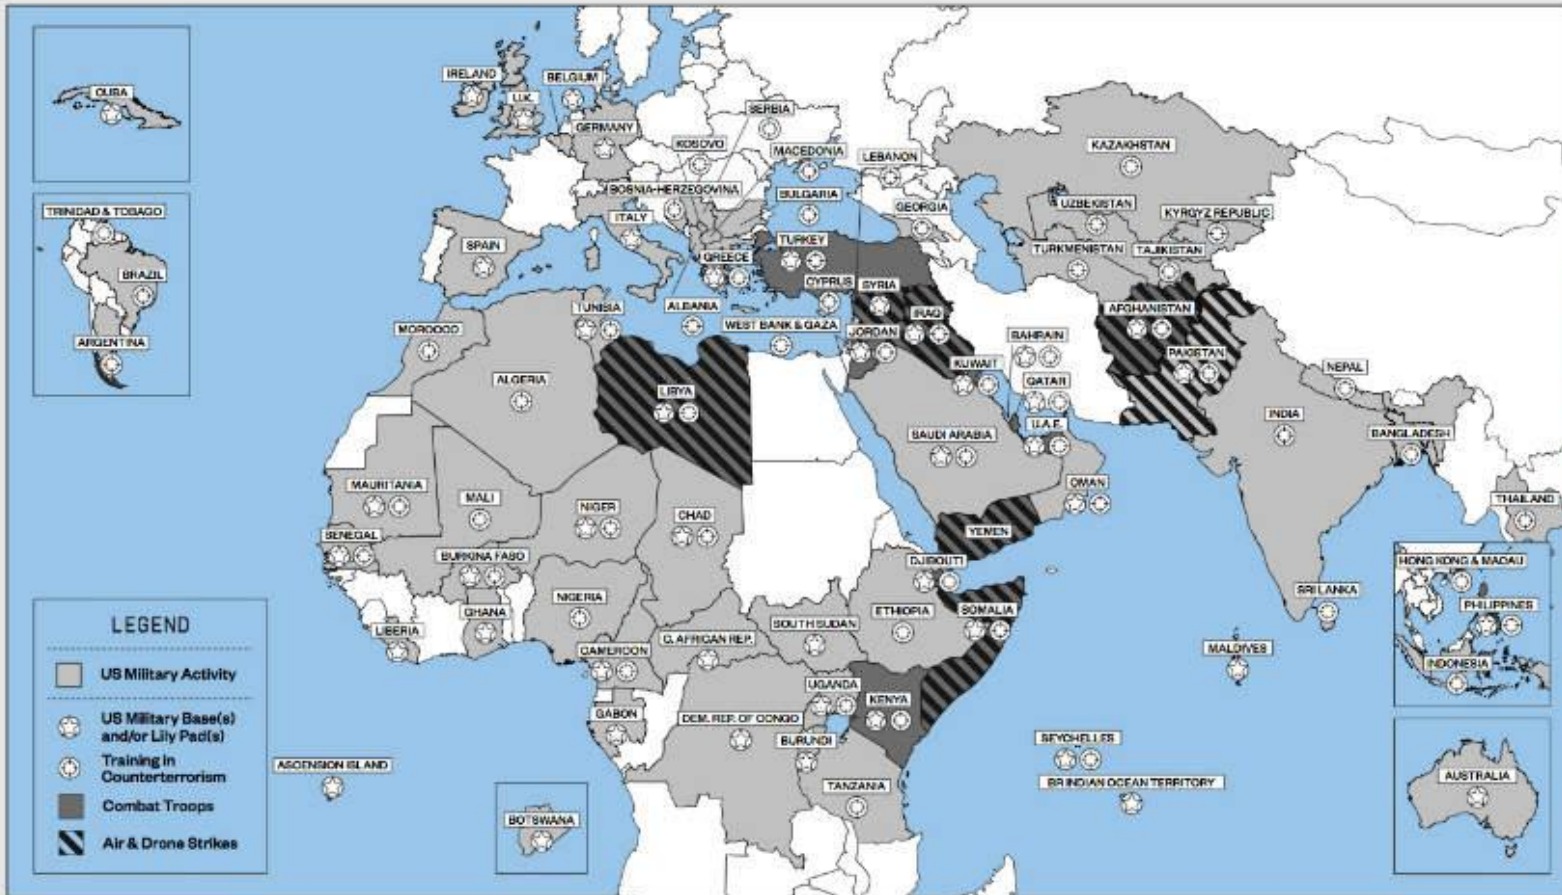 CUBA
TRINIDAD & TOBAGO
BRAZIL
ARGENTINA
IRELAND
BELGIUM
U.K.
GERMANY
SERBIA
KOSOVO
MACEDONIA
LEBANON
BOSNIA-HERZEGOVINA
BULGARIA
ITALY
GEORGIA
SPAIN
TURKEY
GREECE
CYPRUS
SYRIA
KAZAKHSTAN
UZBEKISTAN
KYRGYZ REPUBLIC
TURKMENISTAN
TAJIKISTAN
TUNISIA
ALBANIA
WEST BANK & GAZA
IRAQ
JORDAN
BAHRAIN
AFGHANISTAN
MOROCCO
KUWAIT
PAKISTAN
NEPAL
ALGERIA
LIBYA
QATAR
U.A.E.
INDIA
SAUDI ARABIA
BANGLADESH
MAURITANIA
MALI
NIGER
CHAD
OMAN
THAILAND
SENEGAL
BURKINA FASO
YEMEN
DJIBOUTI
HONG KONG & MACAU
NIGERIA
GHANA
LIBERIA
ETHIOPIA
SOMALIA
SRI LANKA
PHILIPPINES
SOUTH SUDAN
C. AFRICAN REP.
CAMEROON
MALDIVES
INDONESIA
UGANDA
KENYA
GABON
DEM. REP. OF CONGO
BURUNDI
SEYCHELLES
ASCENSION ISLAND
TANZANIA
BR INDIAN OCEAN TERRITORY
AUSTRALIA
BOTSWANA
LEGEND
US Military Activity
US Military Base(s)
and/or Lily Pad(s)
Training in
Counterterrorism
Combat Troops
Air & Drone Strikes